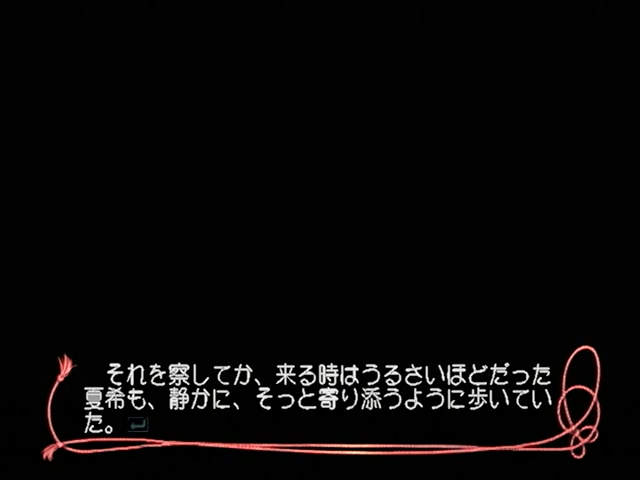 それを察してか、来る時はうるさいほどだった
夏希も、静かに、そっと寄り添うように歩いてい
た。